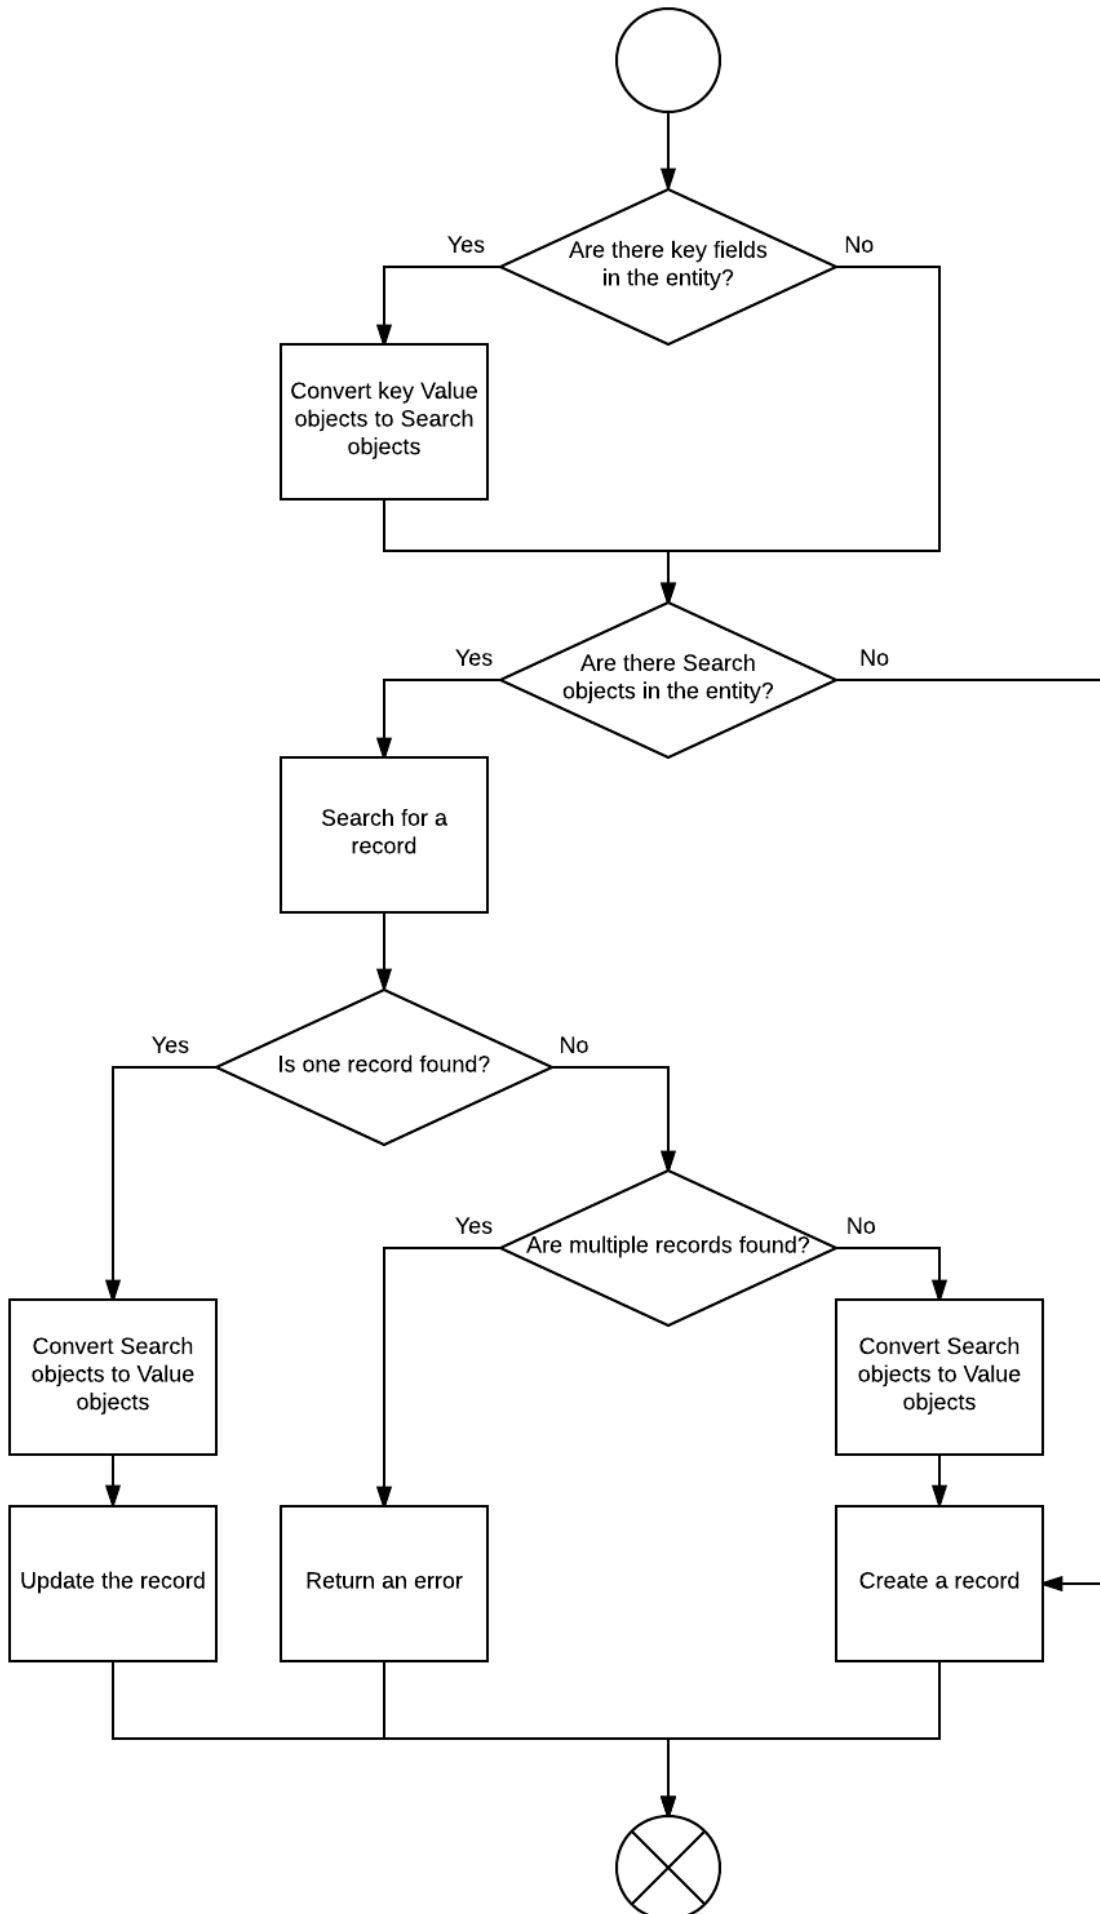 Yes
Are there key fields
in the entity?
No
Convert key Value
objects to Search
objects
Yes
Are there Search
objects in the entity?
No
Search for a
record
Yes
Is one record found?
No
Yes
Are multiple records found?
No
Convert Search
objects to Value
objects
Convert Search
objects to Value
objects
Update the record
Return an error
Create a record